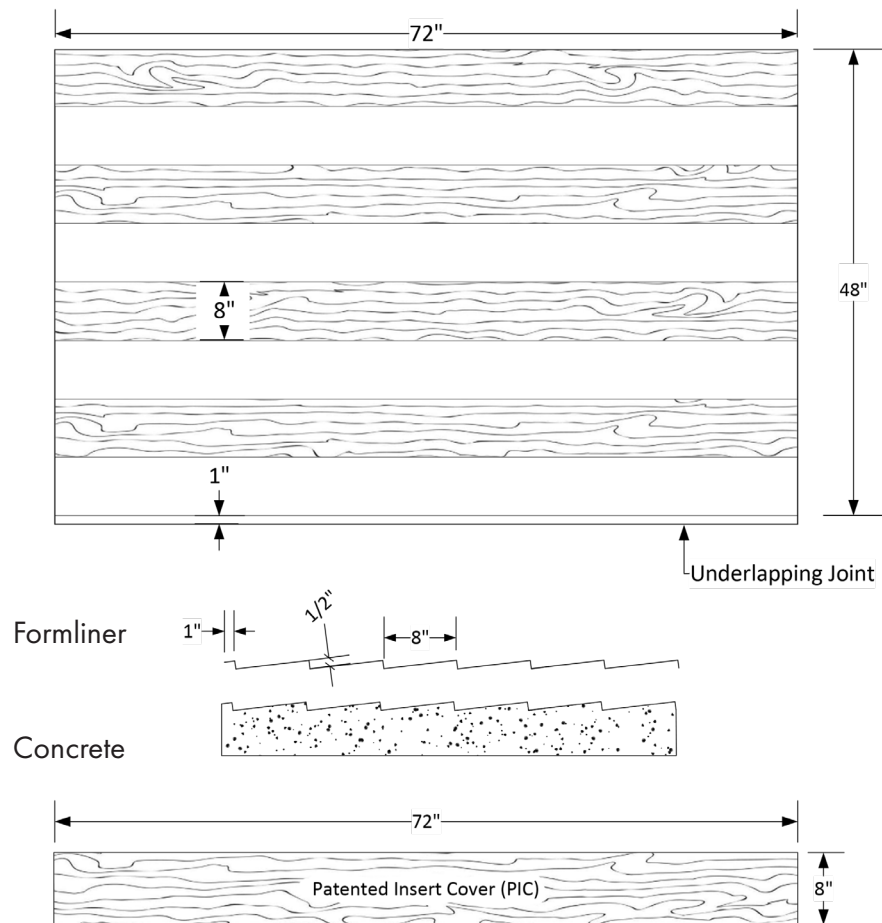 72"
8"
48"
1"
Underlapping Joint
Formliner
1"
1/2"
8"
Concrete
72"
Patented Insert Cover (PIC)
8"